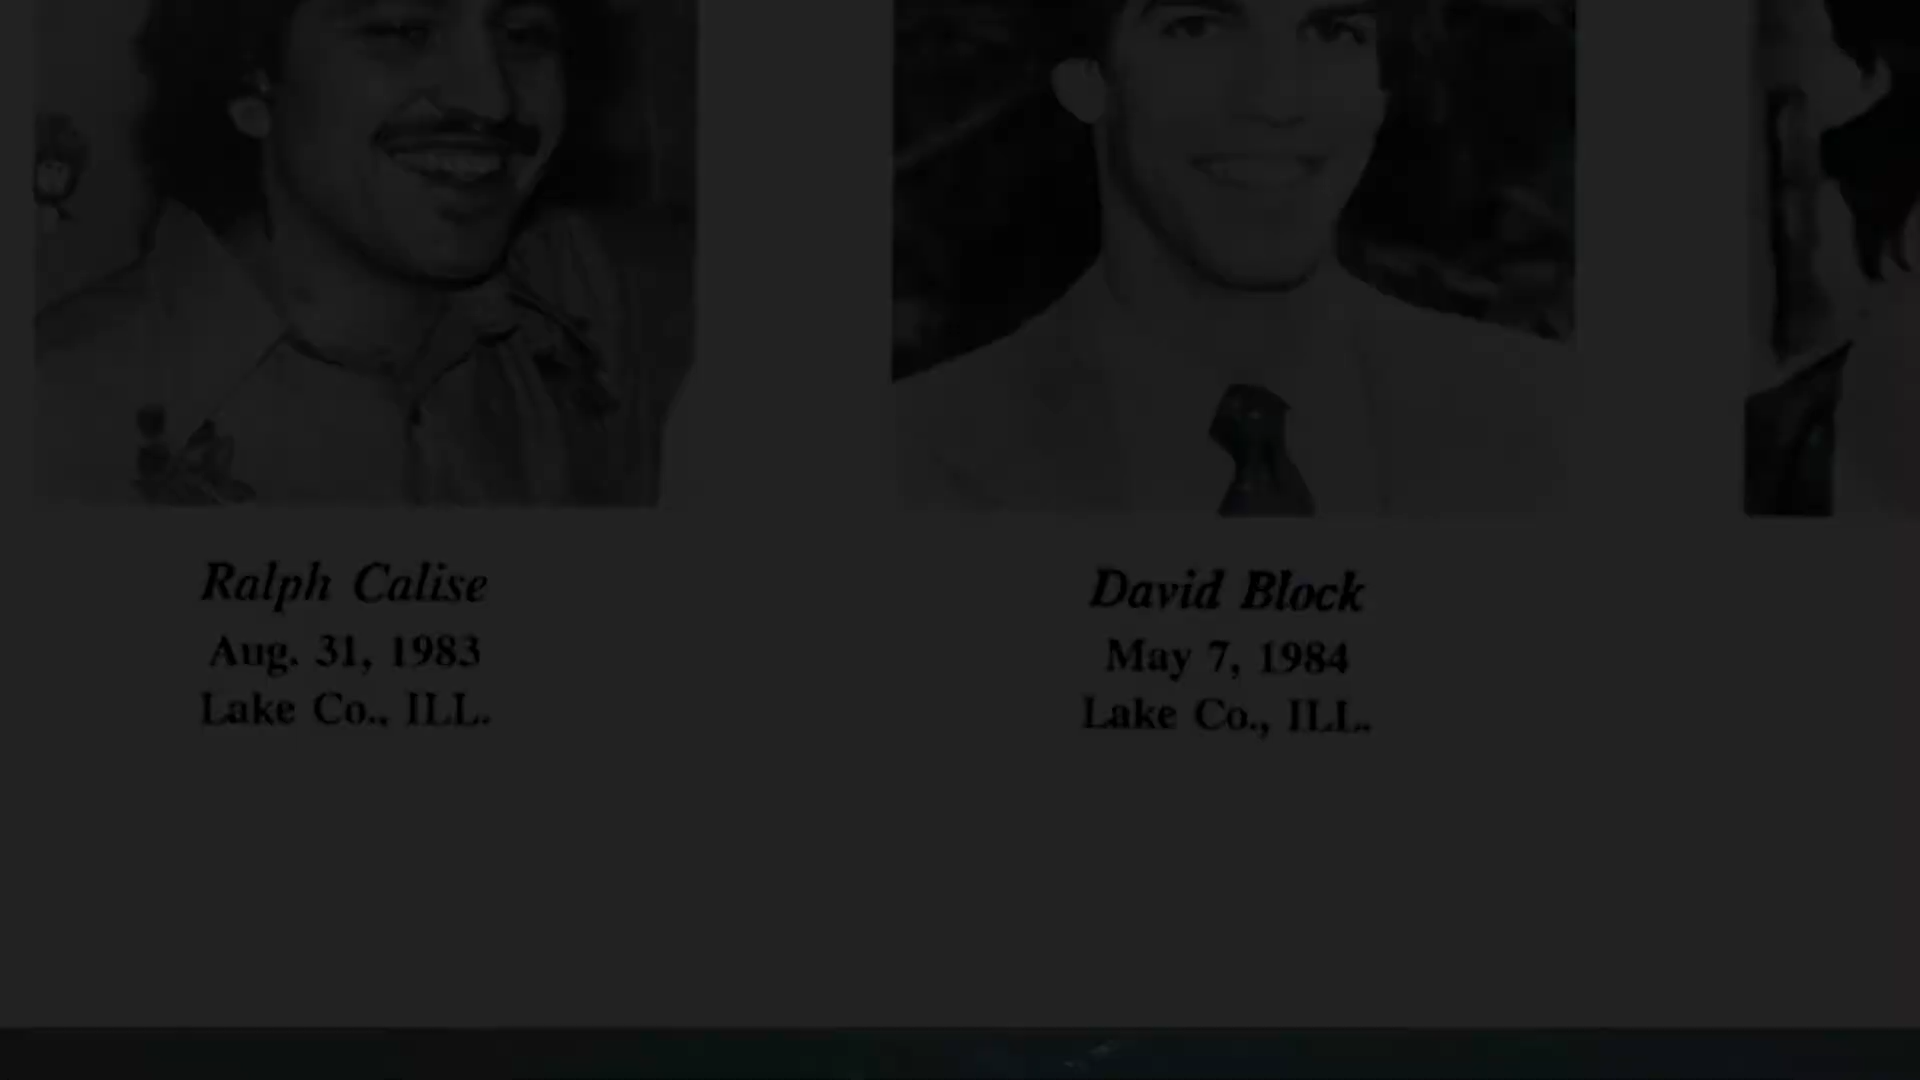 Ralph Calise
Aug. 31, 1983
Lake Co., ILL.
David Block
May 7, 1984
Lake Co., ILL.